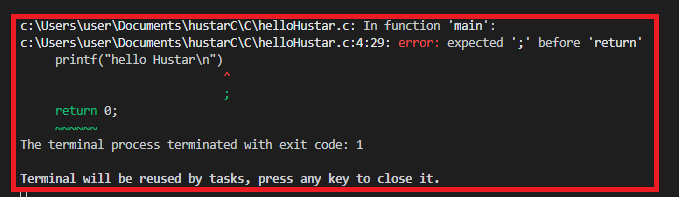 c:\Users\user\Documents\hustarC\C\helloHustar.c: In function 'main':
c:\Users\user\Documents\hustarC\C\helloHustar.c:4:29: error: expected ';' before 'return'
printf("hello Hustar\n")
^
;
return 0;
~~~~~~
The terminal process terminated with exit code: 1
Terminal will be reused by tasks, press any key to close it.